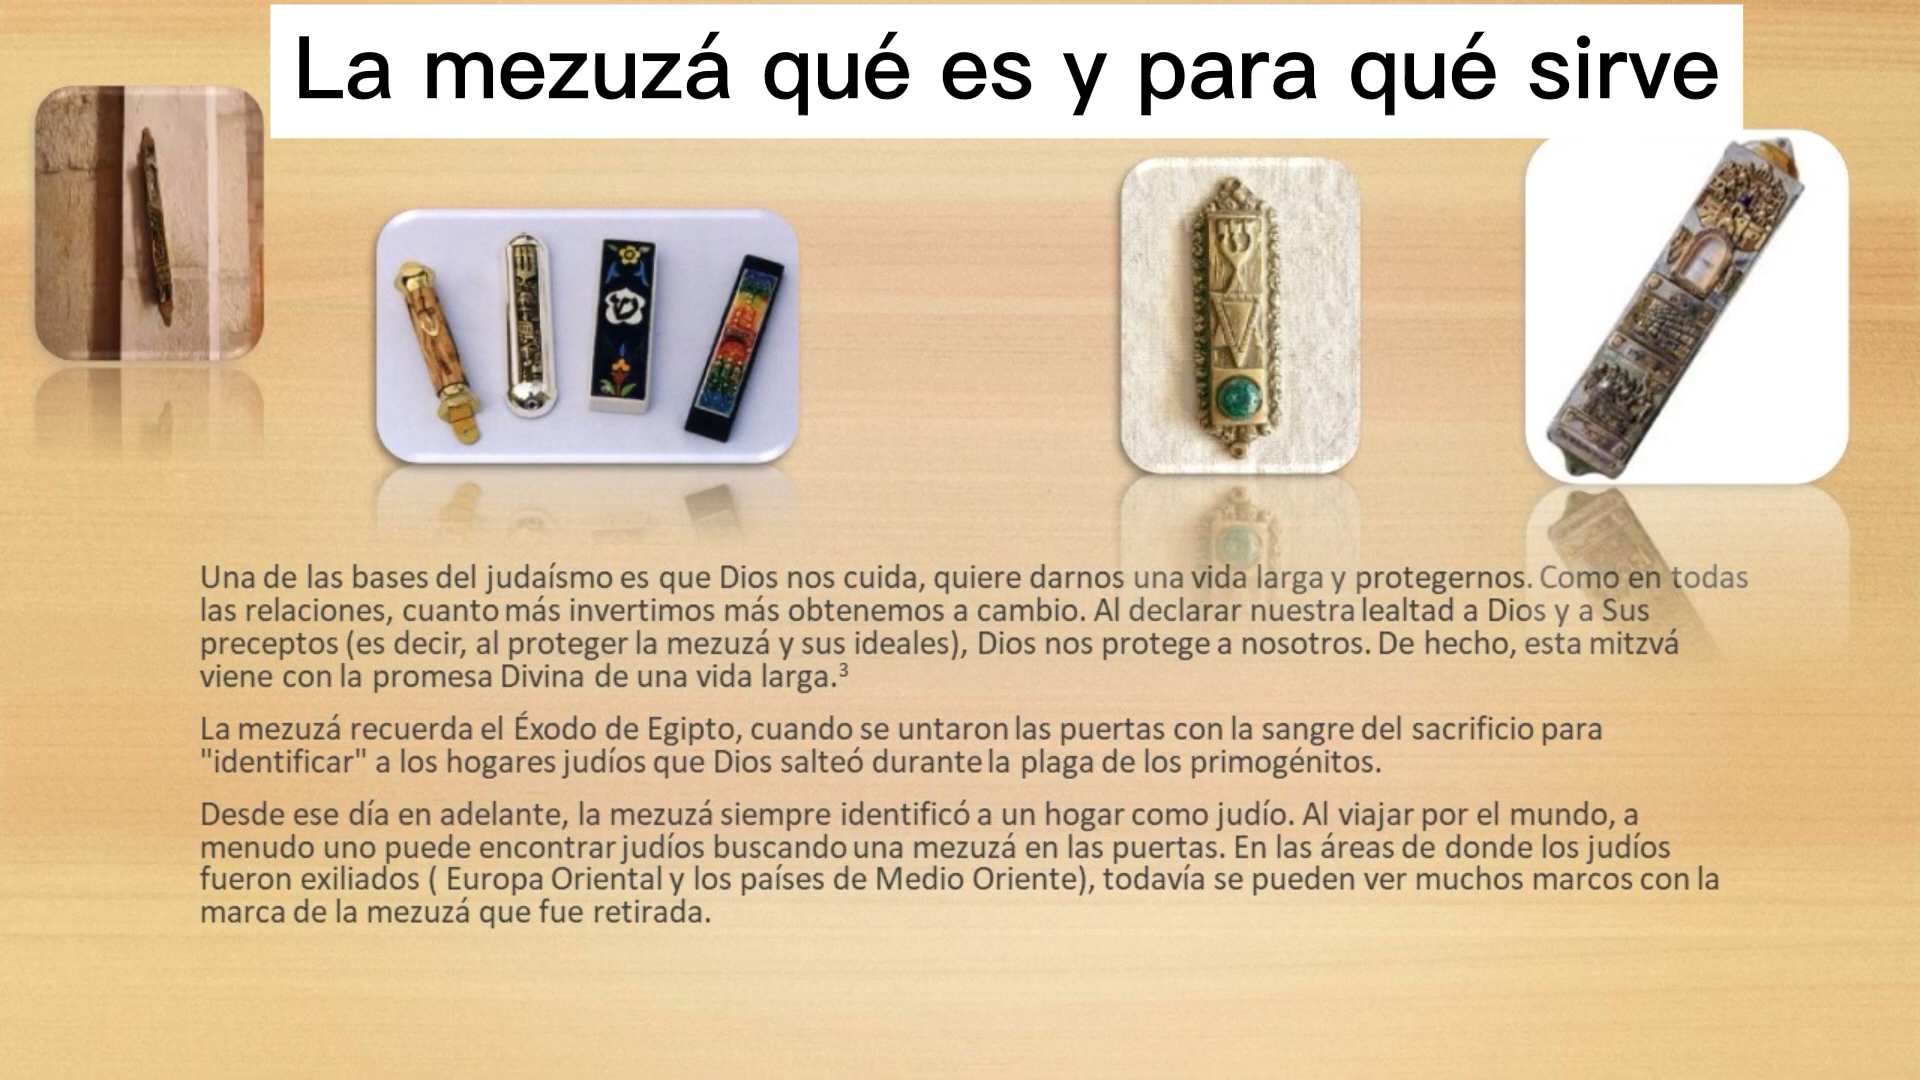 La mezuzá qué es y para qué sirve
ש
Una de las bases del judaísmo es que Dios nos cuida, quiere darnos una vida larga y protegernos. Como en todas
las relaciones, cuanto más invertimos más obtenemos a cambio. Al declarar nuestra lealtad a Dios y a Sus
preceptos (es decir, al proteger la mezuzá y sus ideales), Dios nos protege a nosotros. De hecho, esta mitzvá
viene con la promesa Divina de una vida larga.³
La mezuzá recuerda el Éxodo de Egipto, cuando se untaron las puertas con la sangre del sacrificio para
"identificar" a los hogares judíos que Dios salteó durante la plaga de los primogénitos.
Desde ese día en adelante, la mezuzá siempre identificó a un hogar como judío. Al viajar por el mundo, a
menudo uno puede encontrar judíos buscando una mezuzá en las puertas. En las áreas de donde los judíos
fueron exiliados ( Europa Oriental y los países de Medio Oriente), todavía se pueden ver muchos marcos con la
marca de la mezuzá que fue retirada.